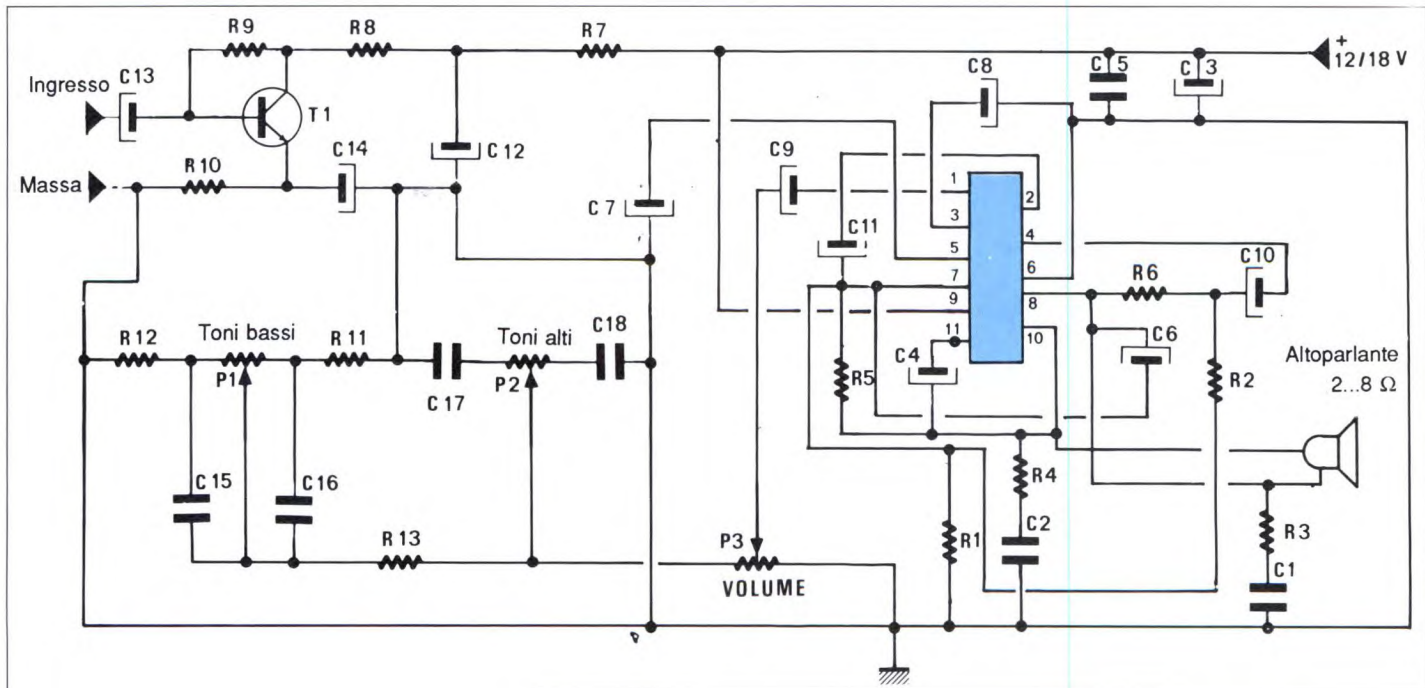 R9
R8
R7
+
12/18 V
Ingresso
C13
T1
C8
C 5
C 3
R10
C14
C12
C9
Massa
C7
1
2
3
4
5
6
7
8
9
10
11
C11
R6
C10
C4
C6
R5
R2
Altoparlante
2...8 Ω
R12
Toni bassi
R11
Toni alti
C18
P1
C17
P2
R4
C15
C16
R13
P3
VOLUME
R1
C2
R3
C1